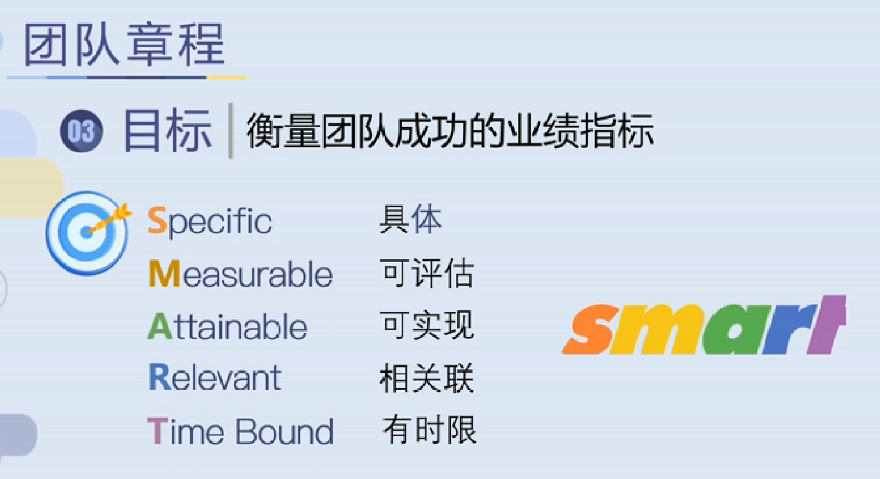 团队章程
03 目标 衡量团队成功的业绩指标
Specific 具体
Measurable 可评估
Attainable 可实现
smart
Relevant 相关联
Time Bound 有时限